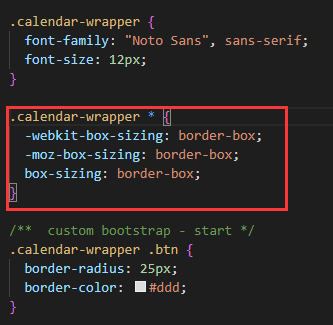 .calendar-wrapper {
font-family: "Noto Sans", sans-serif;
font-size: 12px;
}
.calendar-wrapper * {
-webkit-box-sizing: border-box;
-moz-box-sizing: border-box;
box-sizing: border-box;
}
/** custom bootstrap - start */
.calendar-wrapper .btn {
border-radius: 25px;
border-color: #ddd;
}